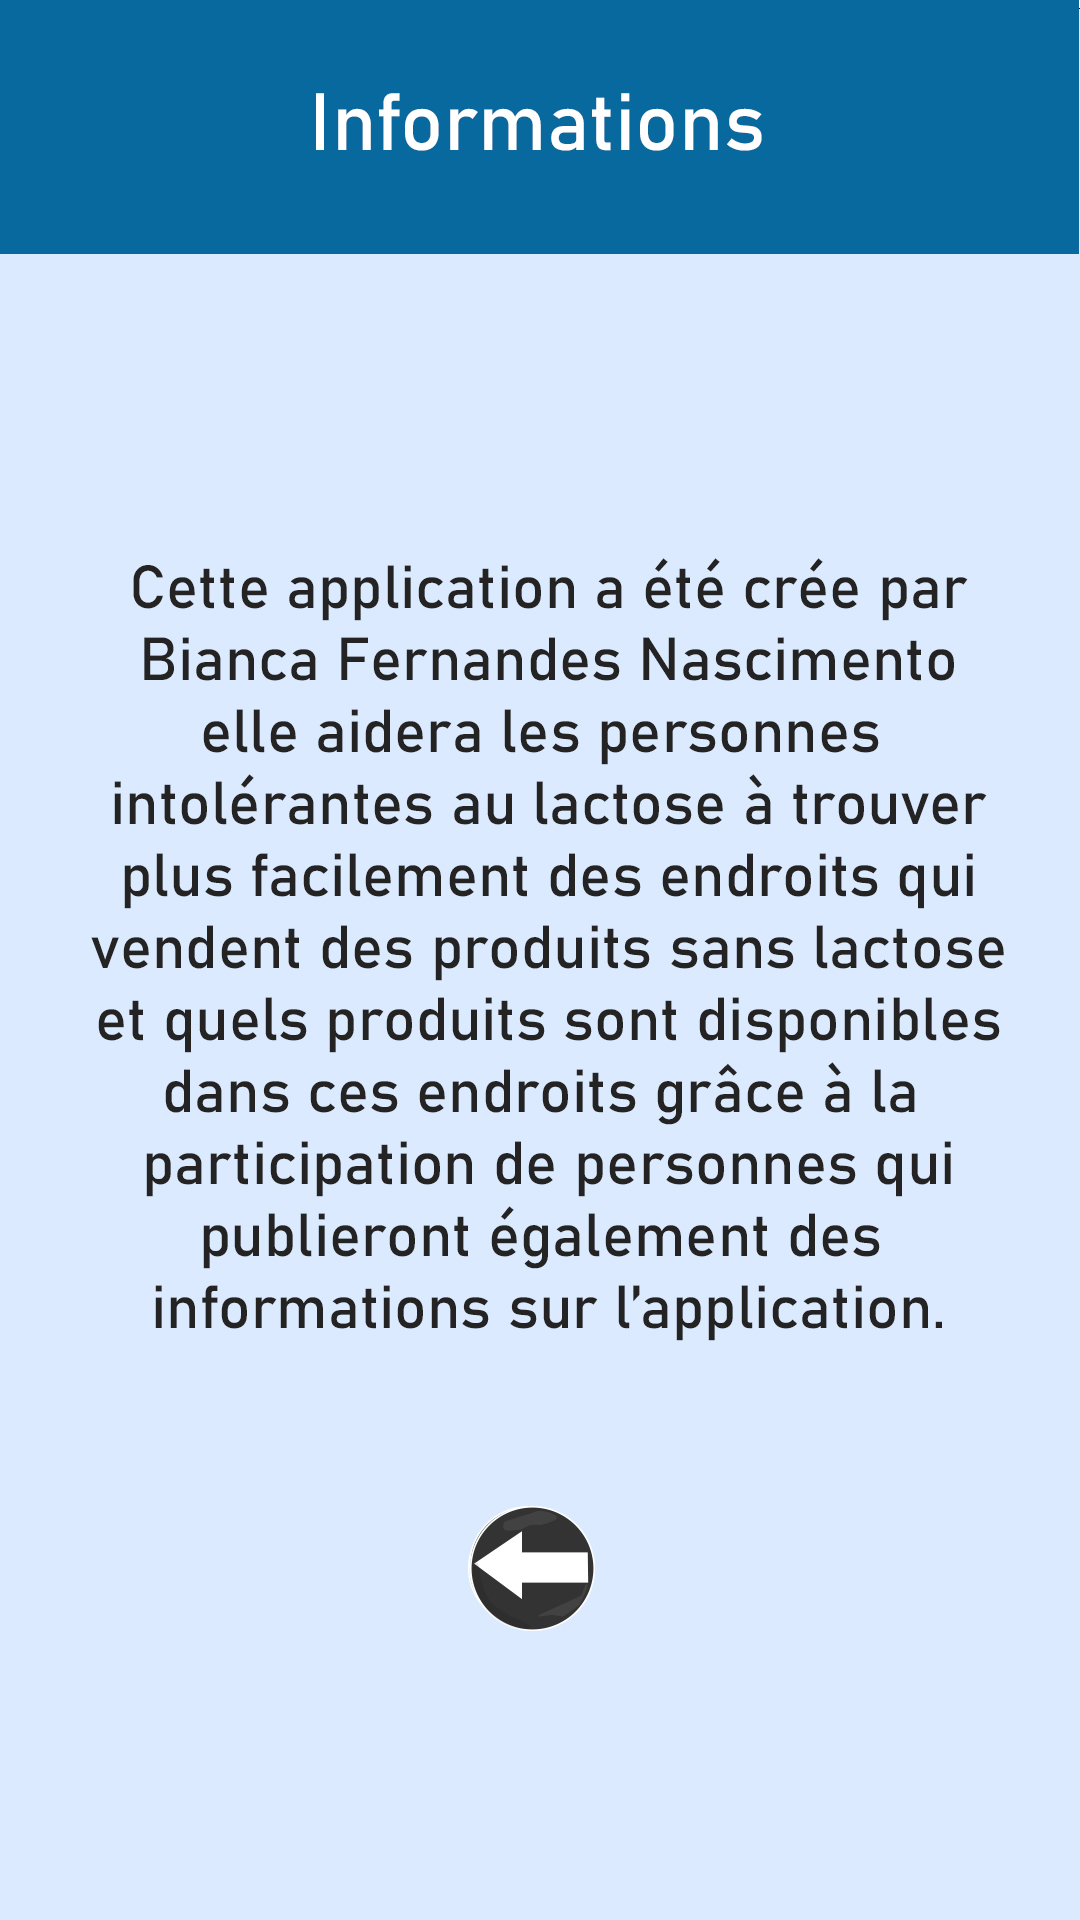 Informations
Cette application a été crée par
Bianca Fernandes Nascimento
elle aidera les personnes
intolérantes au lactose à trouver
plus facilement des endroits qui
vendent des produits sans lactose
et quels produits sont disponibles
dans ces endroits grâce à la
participation de personnes qui
publieront également des
informations sur l’application.